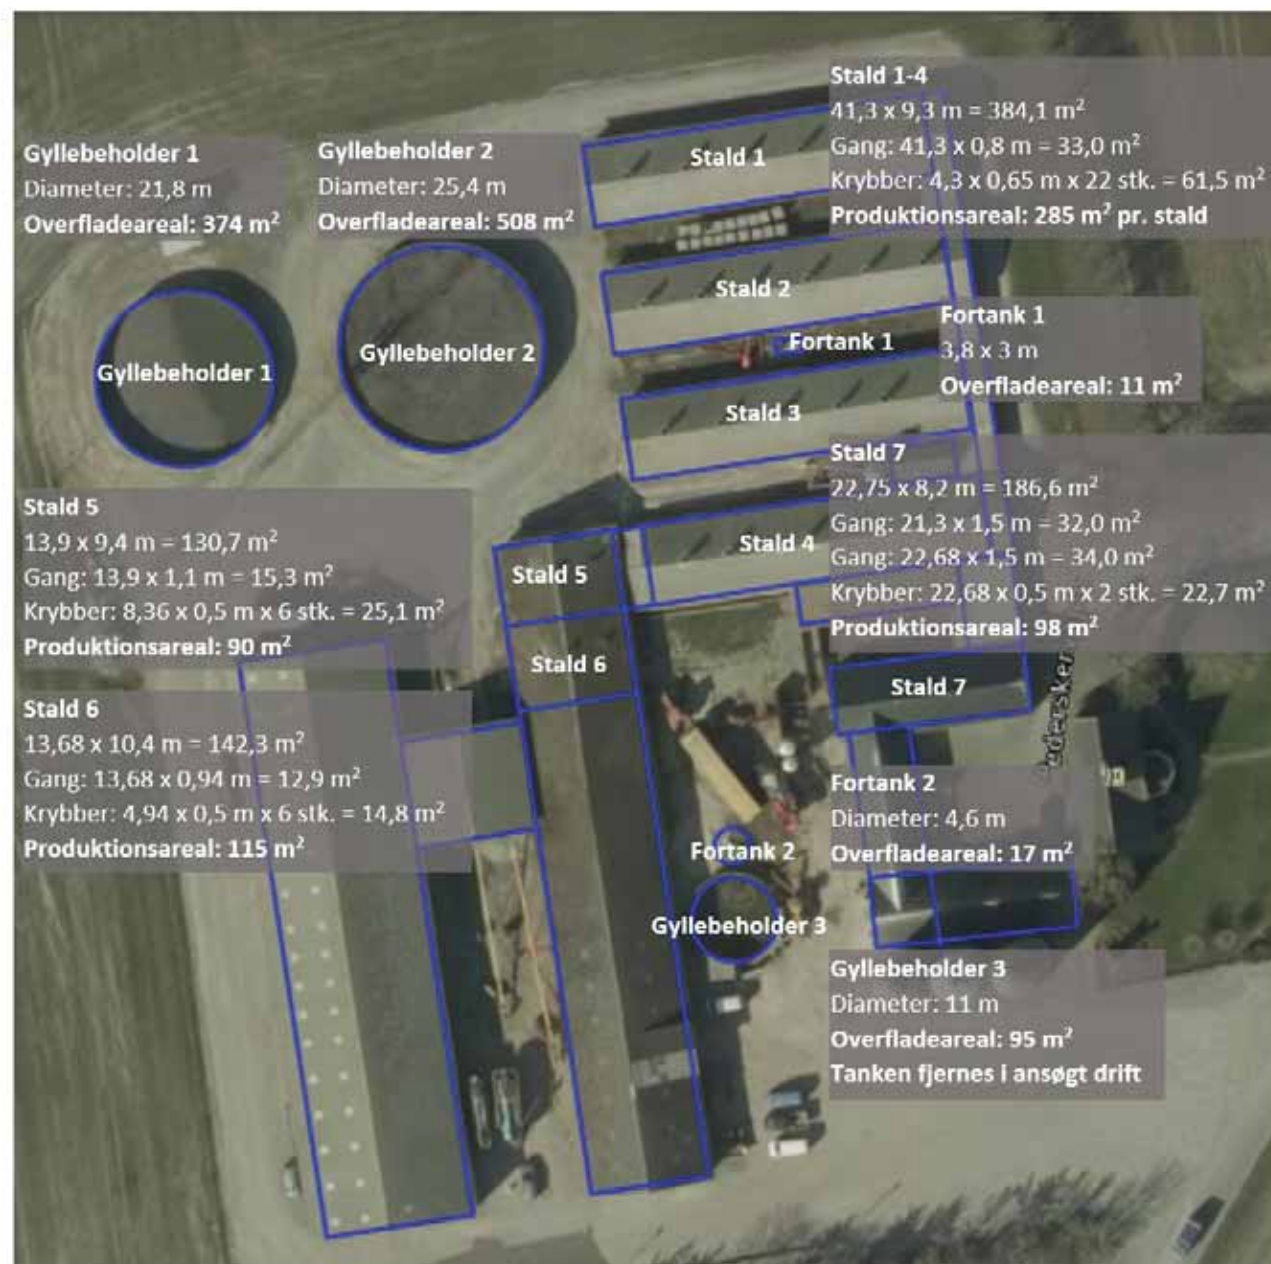 Stald 1-4
41,3 x 9,3 m = 384,1 m²
Gang: 41,3 x 0,8 m = 33,0 m²
Krybber: 4,3 x 0,65 m x 22 stk. = 61,5 m²
Produktionsareal: 285 m² pr. stald
Gyllebeholder 1
Diameter: 21,8 m
Overfladeareal: 374 m²
Gyllebeholder 2
Diameter: 25,4 m
Overfladeareal: 508 m²
Stald 1
Stald 2
Fortank 1
Fortank 1
3,8 x 3 m
Overfladeareal: 11 m²
Gyllebeholder 1
Gyllebeholder 2
Stald 3
Stald 7
22,75 x 8,2 m = 186,6 m²
Gang: 21,3 x 1,5 m = 32,0 m²
Gang: 22,68 x 1,5 m = 34,0 m²
Krybber: 22,68 x 0,5 m x 2 stk. = 22,7 m²
Produktionsareal: 98 m²
Stald 5
13,9 x 9,4 m = 130,7 m²
Gang: 13,9 x 1,1 m = 15,3 m²
Krybber: 8,36 x 0,5 m x 6 stk. = 25,1 m²
Produktionsareal: 90 m²
Stald 4
Stald 5
Stald 6
Stald 7
Stald 6
13,68 x 10,4 m = 142,3 m²
Gang: 13,68 x 0,94 m = 12,9 m²
Krybber: 4,94 x 0,5 m x 6 stk. = 14,8 m²
Produktionsareal: 115 m²
Fortank 2
Diameter: 4,6 m
Overfladeareal: 17 m²
Fortank 2
Gyllebeholder 3
Gyllebeholder 3
Diameter: 11 m
Overfladeareal: 95 m²
Tanken fjernes i ansøgt drift